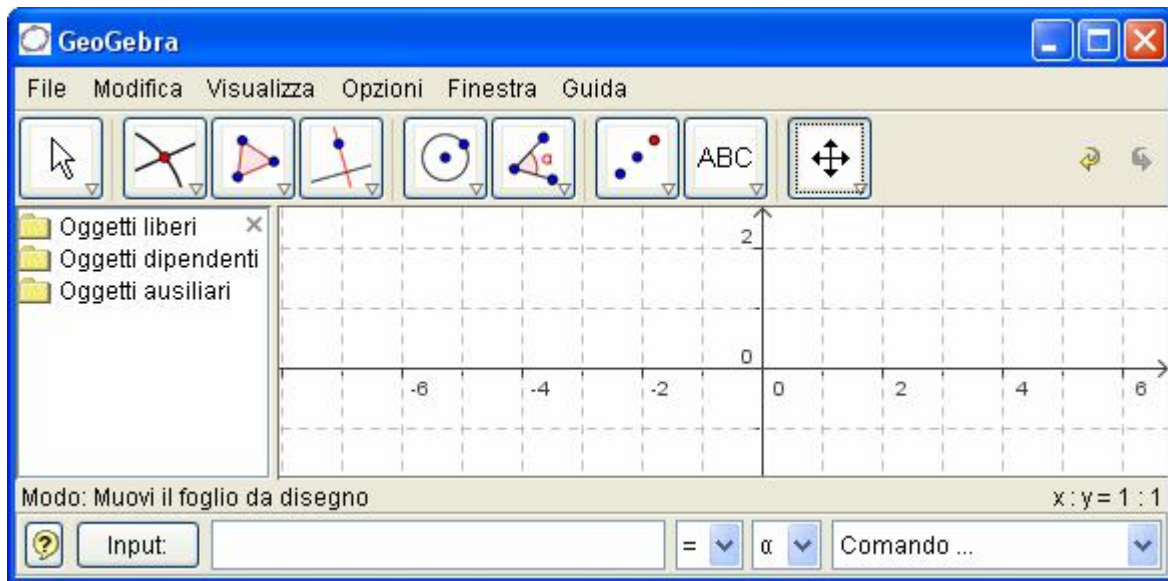 GeoGebra
File Modifica Visualizza Opzioni Finestra Guida
α ABC
Oggetti liberi
Oggetti dipendenti
Oggetti ausiliari
2
0
-6 -4 -2 0 2 4 6
Modo: Muovi il foglio da disegno x : y = 1 : 1
? Input: = α Comando ...